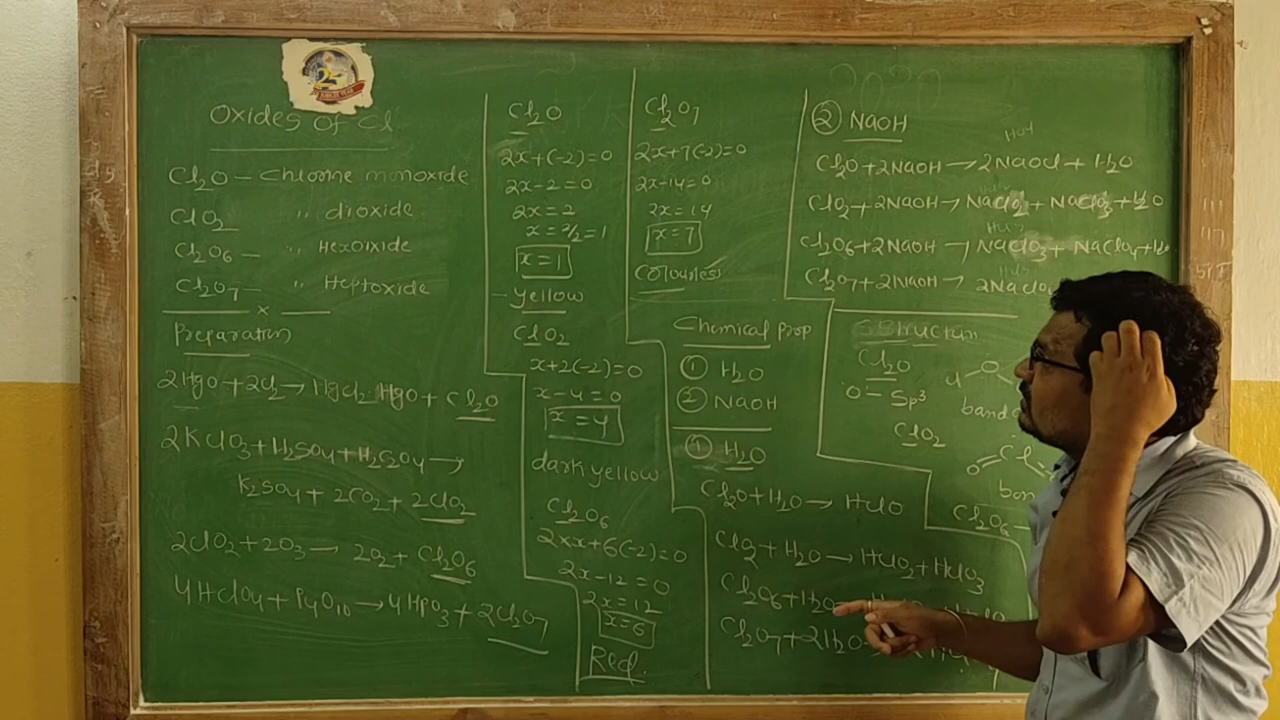 Oxides of Cl
Cl₂O – Chlorine monoxide
ClO₂ " dioxide
Cl₂O₆ – " Hexoixide
Cl₂O₇ – " Heptoxide
x
Preparation
2HgO + 2Cl₂ → HgCl₂ HgO + Cl₂O
2KClO₃ + H₂SO₄ + H₂S₂O₄ →
K₂SO₄ + 2CO₂ + 2ClO₂
2ClO₂ + 2O₃ → 2O₂ + Cl₂O₆
4HClO₄ + P₄O₁₀ → 4HPO₃ + 2Cl₂O₇
Cl₂O
2x + (-2) = 0
2x - 2 = 0
2x = 2
x = 2/2 = 1
x = 1
– Yellow
ClO₂
x + 2(-2) = 0
x - 4 = 0
x = 4
dark yellow
Cl₂O₆
2xx + 6(-2) = 0
2x - 12 = 0
2x = 12
x = 6
Red.
Cl₂O₇
2x + 7(-2) = 0
2x - 14 = 0
2x = 14
x = 7
Colourless
Chemical prop
① H₂O
② NaOH
① H₂O
Cl₂O + H₂O → HClO
ClO₂ + H₂O → HClO₂ + HClO₃
Cl₂O₆ + H₂O
Cl₂O₇ + 2H₂O
2020
② NaOH
Cl₂O + 2NaOH → 2NaOCl + H₂O
ClO₂ + 2NaOH → NaClO₂ + NaClO₃ + H₂O
Cl₂O₆ + 2NaOH → NaClO₃ + NaClO₄ + H₂O
Cl₂O₇ + 2NaOH → 2NaClO₄
Structure
Cl₂O
O – Sp³
Cl O
ClO₂
O = Cl
Cl₂O₆ –